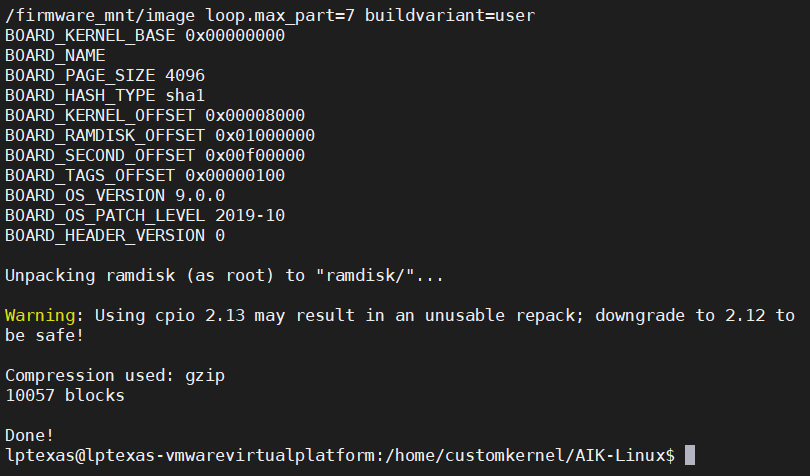 /firmware_mnt/image loop.max_part=7 buildvariant=user
BOARD_KERNEL_BASE 0x00000000
BOARD_NAME
BOARD_PAGE_SIZE 4096
BOARD_HASH_TYPE sha1
BOARD_KERNEL_OFFSET 0x00008000
BOARD_RAMDISK_OFFSET 0x01000000
BOARD_SECOND_OFFSET 0x00f00000
BOARD_TAGS_OFFSET 0x00000100
BOARD_OS_VERSION 9.0.0
BOARD_OS_PATCH_LEVEL 2019-10
BOARD_HEADER_VERSION 0
Unpacking ramdisk (as root) to "ramdisk/"...
Warning: Using cpio 2.13 may result in an unusable repack; downgrade to 2.12 to
be safe!
Compression used: gzip
10057 blocks
Done!
lptexas@lptexas-vmwarevirtualplatform:/home/customkernel/AIK-Linux$